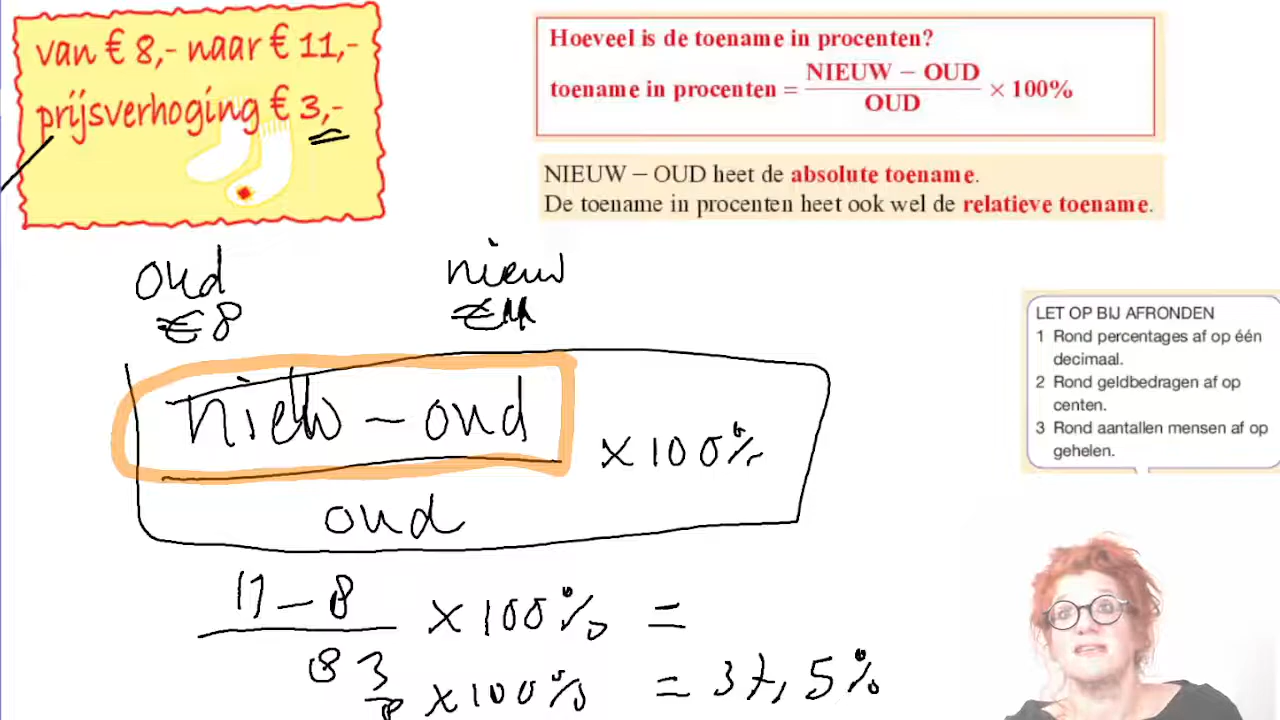 van € 8,- naar € 11,-
prijsverhoging € 3,-
Hoeveel is de toename in procenten?
toename in procenten = NIEUW – OUD / OUD × 100%
NIEUW – OUD heet de absolute toename.
De toename in procenten heet ook wel de relatieve toename.
oud
€ 8
nieuw
€ 11
nieuw – oud
× 100%
oud
LET OP BIJ AFRONDEN
1 Rond percentages af op één
decimaal.
2 Rond geldbedragen af op
centen.
3 Rond aantallen mensen af op
gehelen.
11 – 8
× 100% =
8
3
8 × 100% = 37,5%